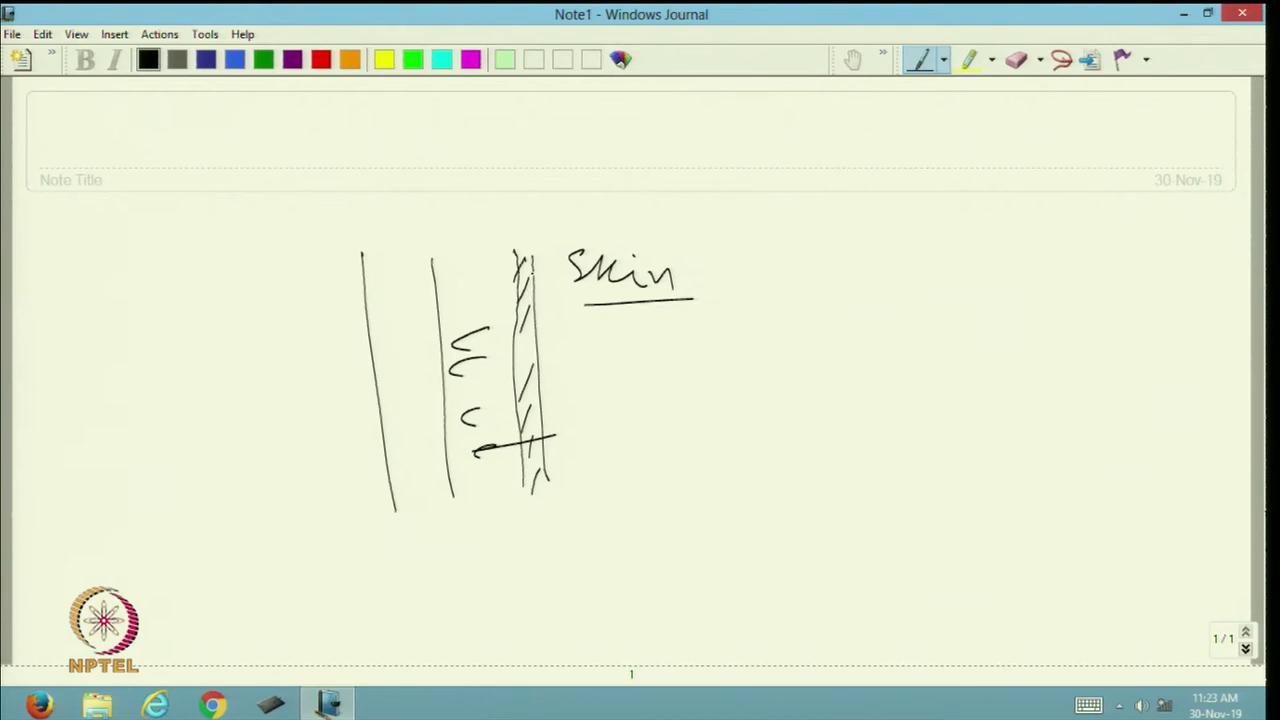 Note1 - Windows Journal
File Edit View Insert Actions Tools Help
B I
Note Title
30-Nov-19
Skin
NPTEL
1 / 1
1
11:23 AM
30-Nov-19